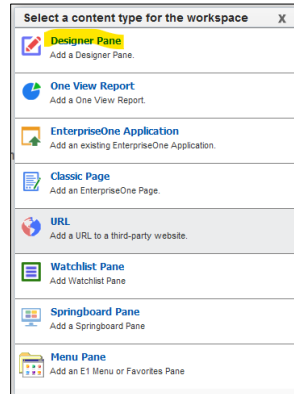 Select a content type for the workspace X
Designer Pane
Add a Designer Pane.
One View Report
Add a One View Report.
EnterpriseOne Application
Add an existing EnterpriseOne Application.
Classic Page
Add an EnterpriseOne Page.
URL
Add a URL to a third-party website.
Watchlist Pane
Add Watchlist Pane
Springboard Pane
Add a Springboard Pane
Menu Pane
Add an E1 Menu or Favorites Pane